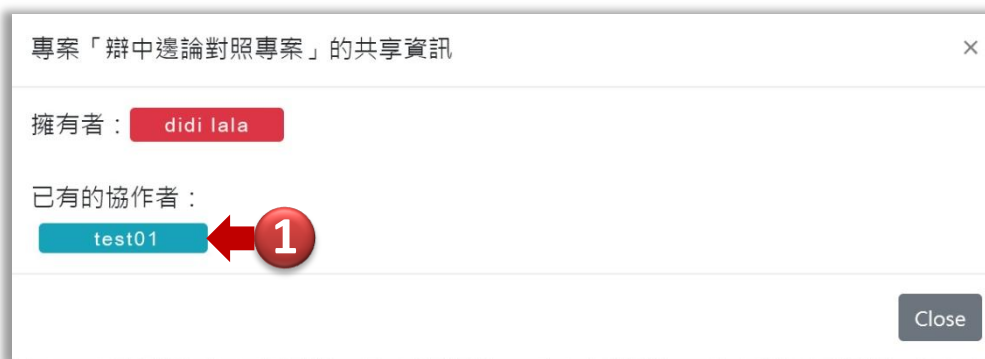 專案「辯中邊論對照專案」的共享資訊 ×
擁有者： didi lala
已有的協作者：
test01 1
Close